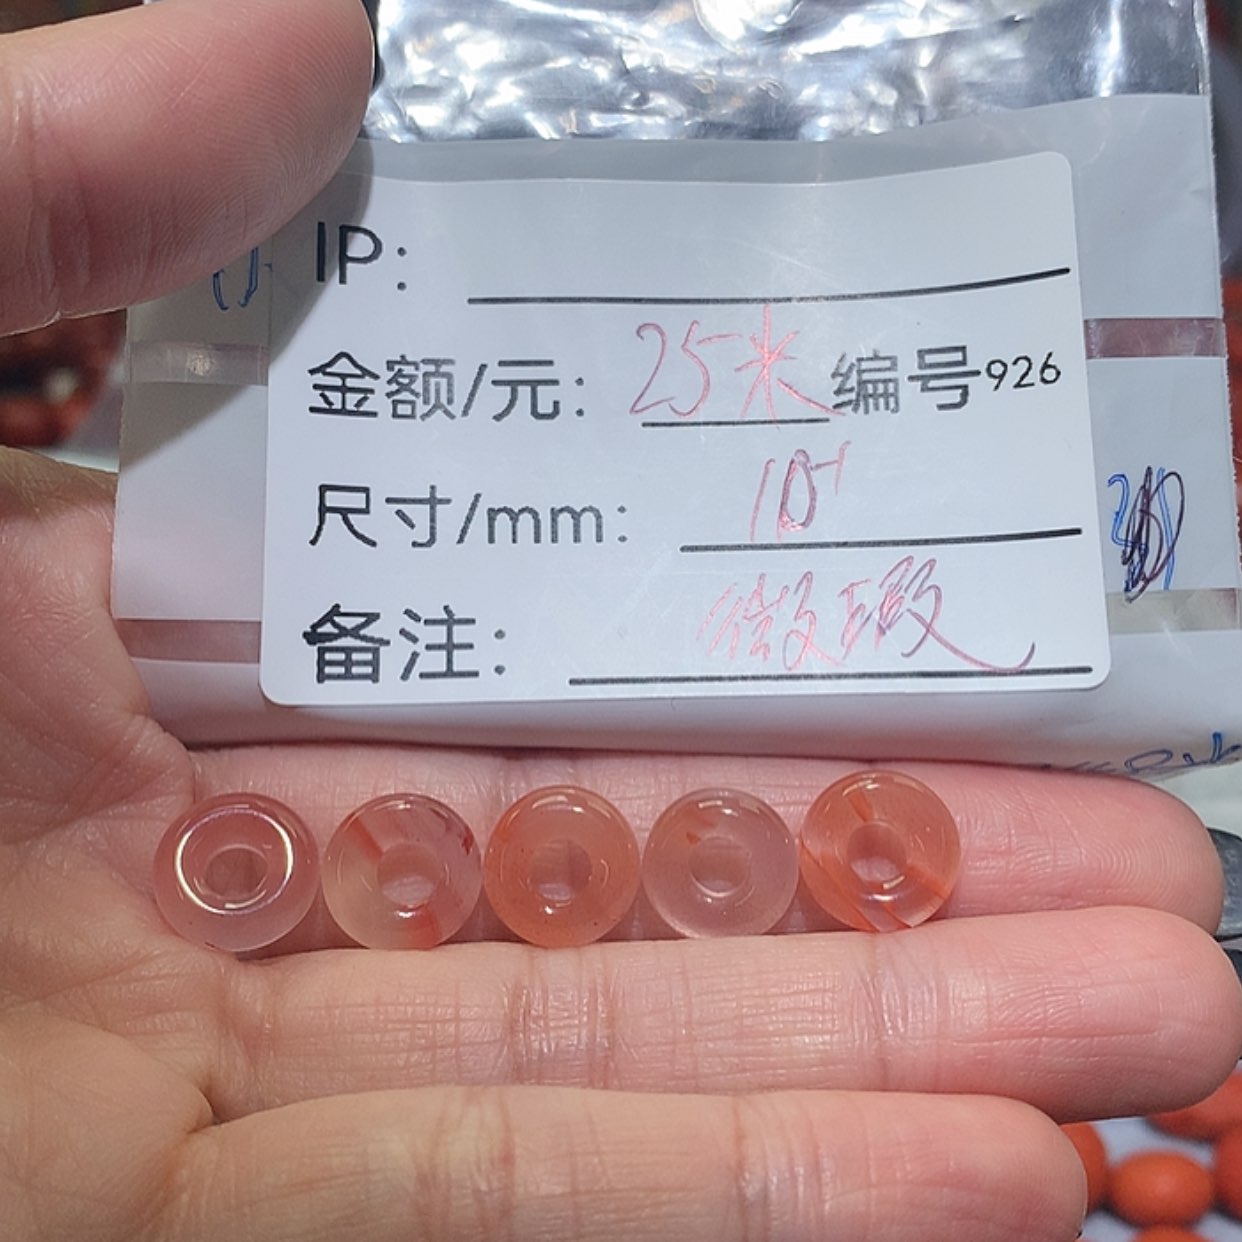 IP:
金额/元: 25米 编号926
尺寸/mm: 10+
备注: 微瑕